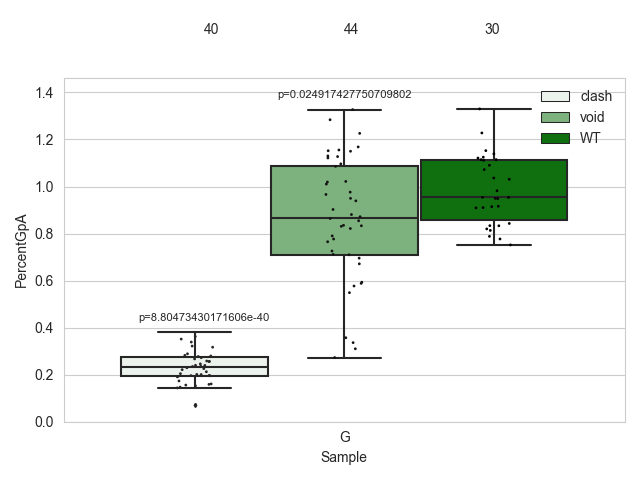 40 44 30
p=0.024917427750709802
clash
void
WT
p=8.80473430171606e-40
PercentGpA
1.4
1.2
1.0
0.8
0.6
0.4
0.2
0.0
G
Sample